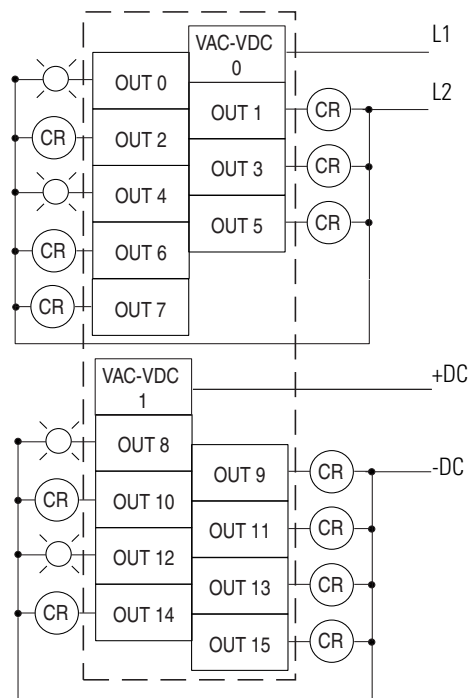 VAC-VDC
0
L1
OUT 0
OUT 1
CR
L2
CR
OUT 2
OUT 3
CR
OUT 4
OUT 5
CR
CR
OUT 6
CR
OUT 7
VAC-VDC
1
+DC
OUT 8
OUT 9
CR
-DC
CR
OUT 10
OUT 11
CR
OUT 12
OUT 13
CR
CR
OUT 14
OUT 15
CR